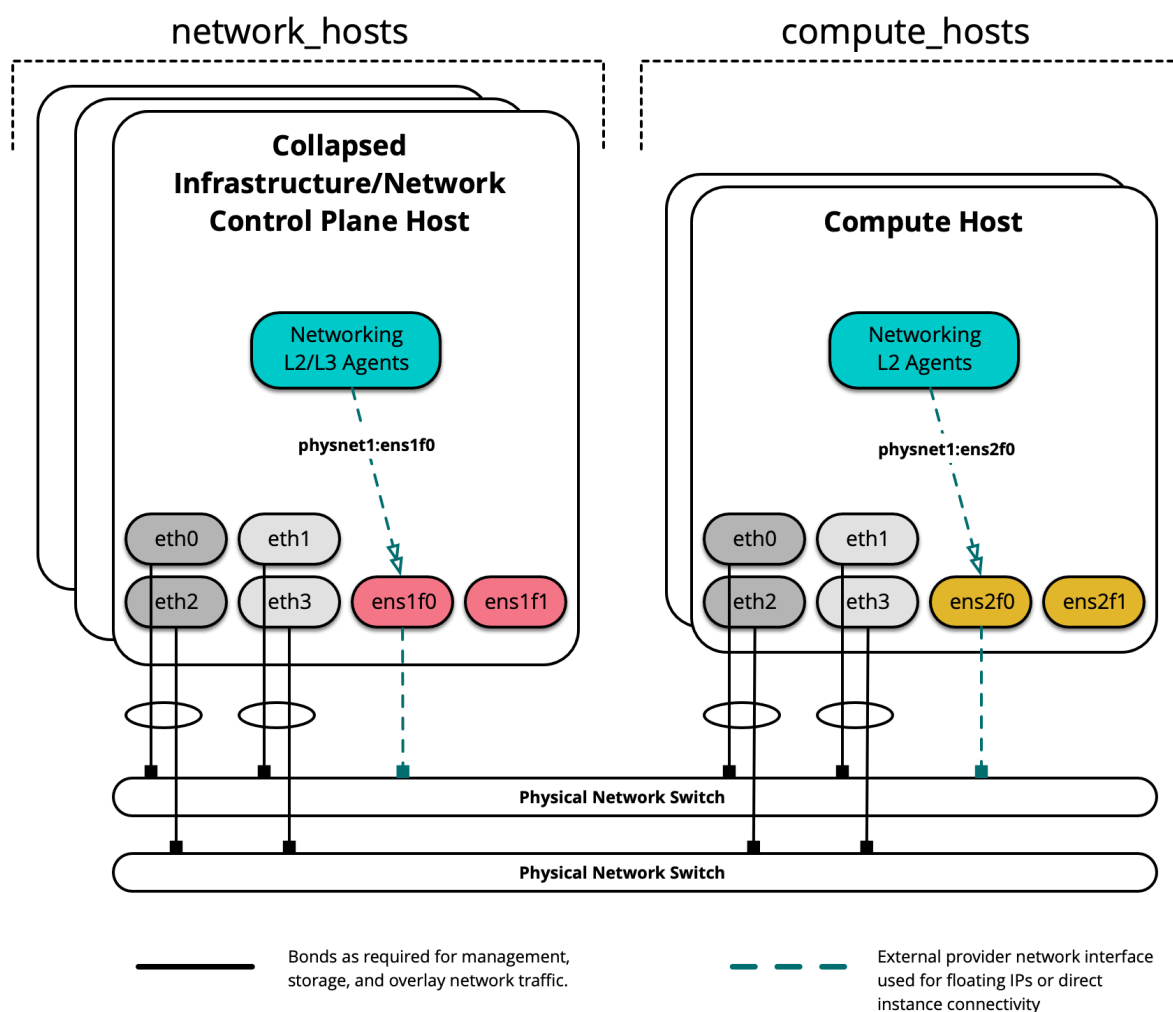 network_hosts
compute_hosts
Collapsed
Infrastructure/Network
Control Plane Host
Compute Host
Networking
L2/L3 Agents
Networking
L2 Agents
physnet1:ens1f0
physnet1:ens2f0
eth0
eth1
eth0
eth1
eth2
eth3
ens1f0
ens1f1
eth2
eth3
ens2f0
ens2f1
Physical Network Switch
Physical Network Switch
Bonds as required for management,
storage, and overlay network traffic.
External provider network interface
used for floating IPs or direct
instance connectivity